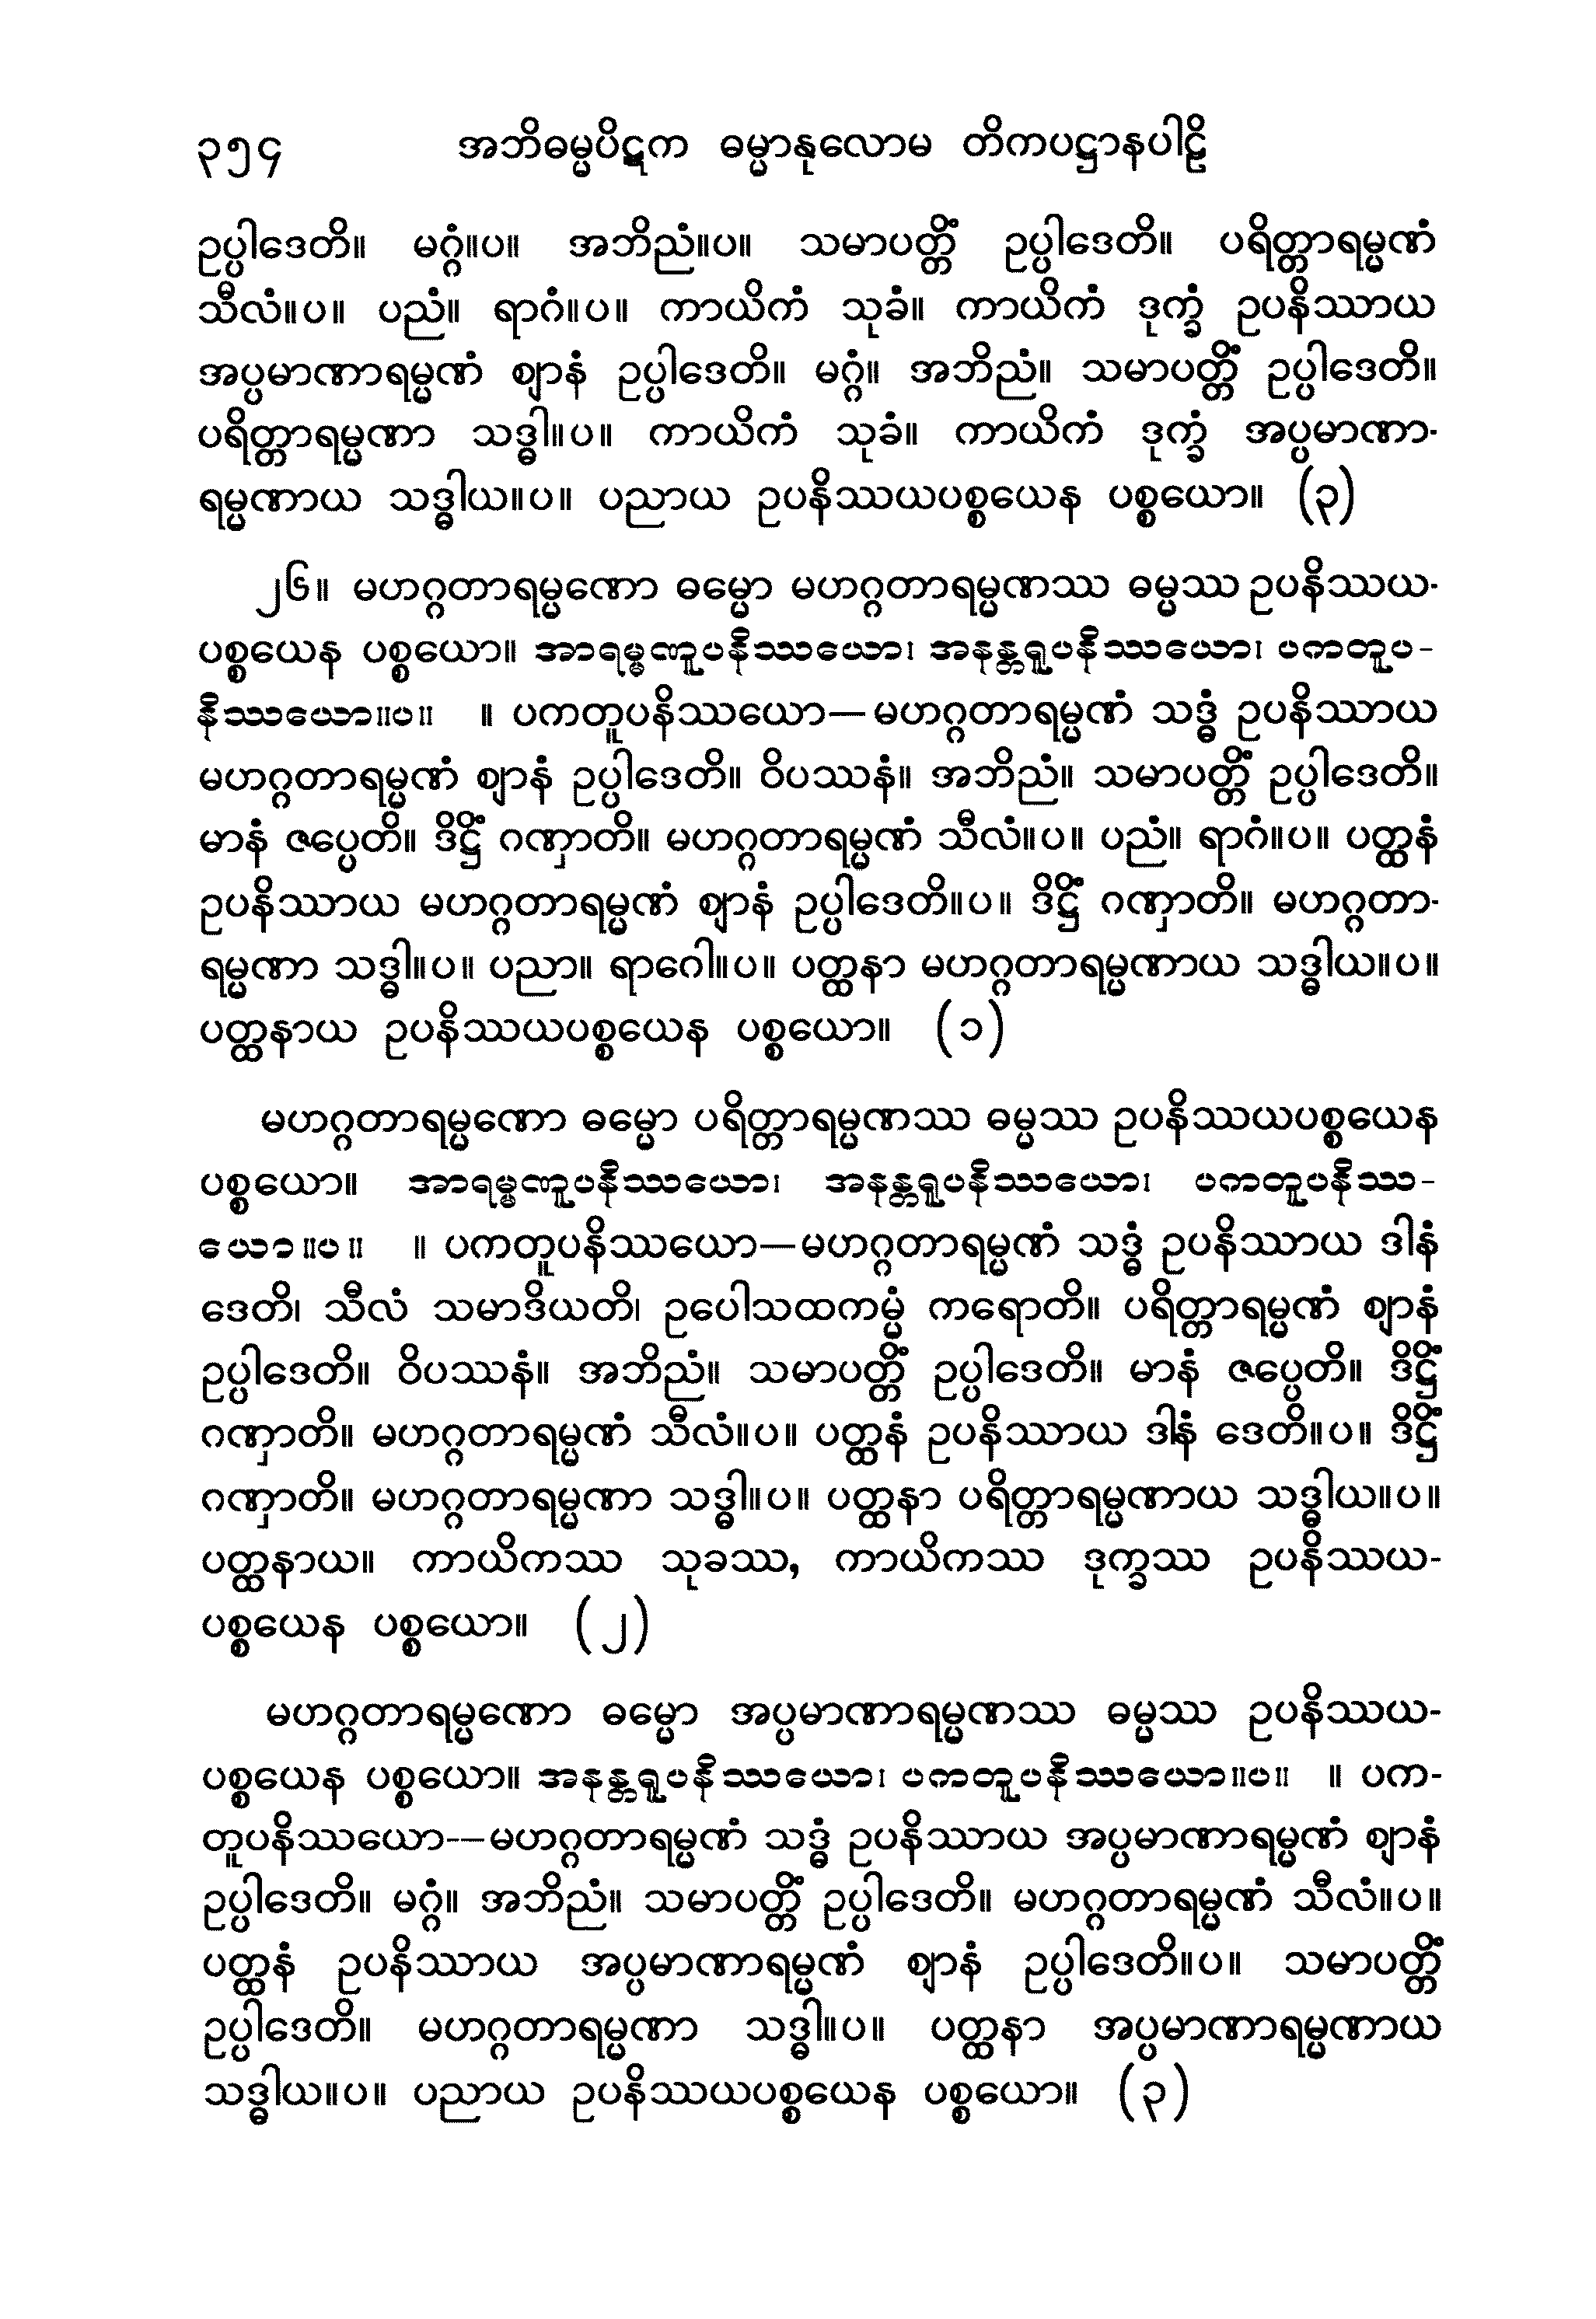 ၃၅၄ အဘိဓမ္မပိဋက ဓမ္မာနုလောမ တိကပဋ္ဌာနပါဠိ
ဥပ္ပါဒေတိ။ မဂ္ဂံ။ပ။ အဘိညံ။ပ။ သမာပတ္တိံ ဥပ္ပါဒေတိ။ ပရိတ္တာရမ္မဏံ
သီလံ။ပ။ ပညံ။ ရာဂံ။ပ။ ကာယိကံ သုခံ။ ကာယိကံ ဒုက္ခံ ဥပနိဿာယ
အပ္ပမာဏာရမ္မဏံ ဈာနံ ဥပ္ပါဒေတိ။ မဂ္ဂံ။ အဘိညံ။ သမာပတ္တိံ ဥပ္ပါဒေတိ။
ပရိတ္တာရမ္မဏာ သဒ္ဓါ။ပ။ ကာယိကံ သုခံ။ ကာယိကံ ဒုက္ခံ အပ္ပမာဏာ-
ရမ္မဏာယ သဒ္ဓါယ။ပ။ ပညာယ ဥပနိဿယပစ္စယေန ပစ္စယော။ (၃)
၂၆။ မဟဂ္ဂတာရမ္မဏော ဓမ္မော မဟဂ္ဂတာရမ္မဏဿ ဓမ္မဿ ဥပနိဿယ-
ပစ္စယေန ပစ္စယော။ အာရမ္မဏူပနိဿယော၊ အနန္တရူပနိဿယော၊ ပကတူပ-
နိဿယော။ပ။ ။ ပကတူပနိဿယော—မဟဂ္ဂတာရမ္မဏံ သဒ္ဓံ ဥပနိဿာယ
မဟဂ္ဂတာရမ္မဏံ ဈာနံ ဥပ္ပါဒေတိ။ ဝိပဿနံ။ အဘိညံ။ သမာပတ္တိံ ဥပ္ပါဒေတိ။
မာနံ ဇပ္ပေတိ။ ဒိဋ္ဌိံ ဂဏှာတိ။ မဟဂ္ဂတာရမ္မဏံ သီလံ။ပ။ ပညံ။ ရာဂံ။ပ။ ပတ္ထနံ
ဥပနိဿာယ မဟဂ္ဂတာရမ္မဏံ ဈာနံ ဥပ္ပါဒေတိ။ပ။ ဒိဋ္ဌိံ ဂဏှာတိ။ မဟဂ္ဂတာ-
ရမ္မဏာ သဒ္ဓါ။ပ။ ပညာ။ ရာဂေါ။ပ။ ပတ္ထနာ မဟဂ္ဂတာရမ္မဏာယ သဒ္ဓါယ။ပ။
ပတ္ထနာယ ဥပနိဿယပစ္စယေန ပစ္စယော။ (၁)
မဟဂ္ဂတာရမ္မဏော ဓမ္မော ပရိတ္တာရမ္မဏဿ ဓမ္မဿ ဥပနိဿယပစ္စယေန
ပစ္စယော။ အာရမ္မဏူပနိဿယော၊ အနန္တရူပနိဿယော၊ ပကတူပနိဿ-
ယော။ပ။ ။ ပကတူပနိဿယော—မဟဂ္ဂတာရမ္မဏံ သဒ္ဓံ ဥပနိဿာယ ဒါနံ
ဒေတိ၊ သီလံ သမာဒိယတိ၊ ဥပေါသထကမ္မံ ကရောတိ။ ပရိတ္တာရမ္မဏံ ဈာနံ
ဥပ္ပါဒေတိ။ ဝိပဿနံ။ အဘိညံ။ သမာပတ္တိံ ဥပ္ပါဒေတိ။ မာနံ ဇပ္ပေတိ။ ဒိဋ္ဌိံ
ဂဏှာတိ။ မဟဂ္ဂတာရမ္မဏံ သီလံ။ပ။ ပတ္ထနံ ဥပနိဿာယ ဒါနံ ဒေတိ။ပ။ ဒိဋ္ဌိံ
ဂဏှာတိ။ မဟဂ္ဂတာရမ္မဏာ သဒ္ဓါ။ပ။ ပတ္ထနာ ပရိတ္တာရမ္မဏာယ သဒ္ဓါယ။ပ။
ပတ္ထနာယ။ ကာယိကဿ သုခဿ, ကာယိကဿ ဒုက္ခဿ ဥပနိဿယ-
ပစ္စယေန ပစ္စယော။ (၂)
မဟဂ္ဂတာရမ္မဏော ဓမ္မော အပ္ပမာဏာရမ္မဏဿ ဓမ္မဿ ဥပနိဿယ-
ပစ္စယေန ပစ္စယော။ အနန္တရူပနိဿယော၊ ပကတူပနိဿယော။ပ။ ။ ပက-
တူပနိဿယော—မဟဂ္ဂတာရမ္မဏံ သဒ္ဓံ ဥပနိဿာယ အပ္ပမာဏာရမ္မဏံ ဈာနံ
ဥပ္ပါဒေတိ။ မဂ္ဂံ။ အဘိညံ။ သမာပတ္တိံ ဥပ္ပါဒေတိ။ မဟဂ္ဂတာရမ္မဏံ သီလံ။ပ။
ပတ္ထနံ ဥပနိဿာယ အပ္ပမာဏာရမ္မဏံ ဈာနံ ဥပ္ပါဒေတိ။ပ။ သမာပတ္တိံ
ဥပ္ပါဒေတိ။ မဟဂ္ဂတာရမ္မဏာ သဒ္ဓါ။ပ။ ပတ္ထနာ အပ္ပမာဏာရမ္မဏာယ
သဒ္ဓါယ။ပ။ ပညာယ ဥပနိဿယပစ္စယေန ပစ္စယော။ (၃)